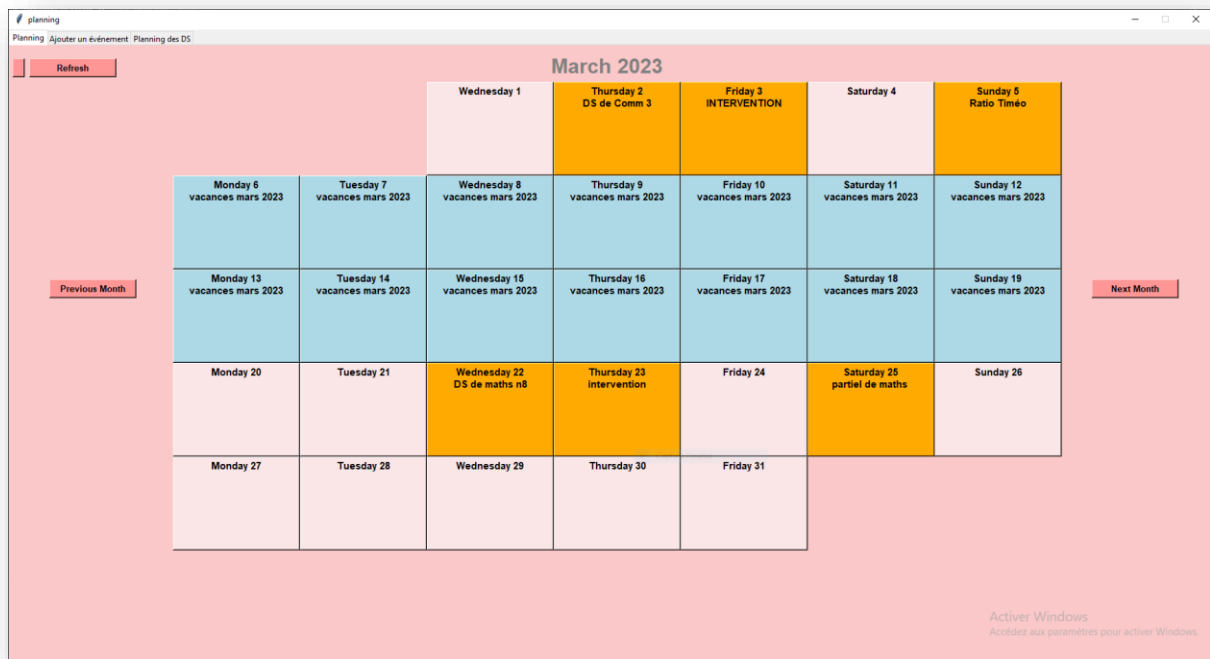 planning
Planning Ajouter un événement Planning des DS
Refresh
March 2023
Wednesday 1
Thursday 2
DS de Comm 3
Friday 3
INTERVENTION
Saturday 4
Sunday 5
Ratio Timéo
Monday 6
vacances mars 2023
Tuesday 7
vacances mars 2023
Wednesday 8
vacances mars 2023
Thursday 9
vacances mars 2023
Friday 10
vacances mars 2023
Saturday 11
vacances mars 2023
Sunday 12
vacances mars 2023
Previous Month
Monday 13
vacances mars 2023
Tuesday 14
vacances mars 2023
Wednesday 15
vacances mars 2023
Thursday 16
vacances mars 2023
Friday 17
vacances mars 2023
Saturday 18
vacances mars 2023
Sunday 19
vacances mars 2023
Next Month
Monday 20
Tuesday 21
Wednesday 22
DS de maths n8
Thursday 23
intervention
Friday 24
Saturday 25
partiel de maths
Sunday 26
Monday 27
Tuesday 28
Wednesday 29
Thursday 30
Friday 31
Activer Windows
Accédez aux paramètres pour activer Windows.